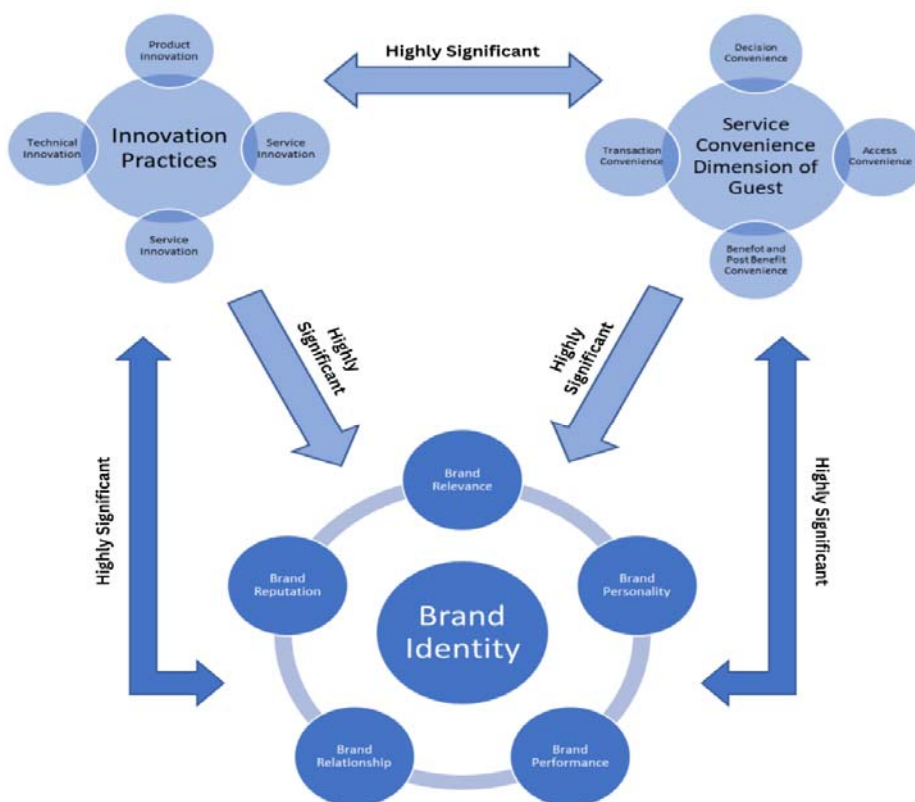 Highly Significant
Product
Innovation
Technical
Innovation
Innovation
Practices
Service
Innovation
Service
Innovation
Decision
Convenience
Transaction
Convenience
Service
Convenience
Dimension of
Guest
Access
Convenience
Benefot and
Post Benefit
Convenience
Highly
Significant
Highly
Significant
Highly Significant
Highly Significant
Brand
Relevance
Brand
Reputation
Brand
Personality
Brand
Identity
Brand
Relationship
Brand
Performance